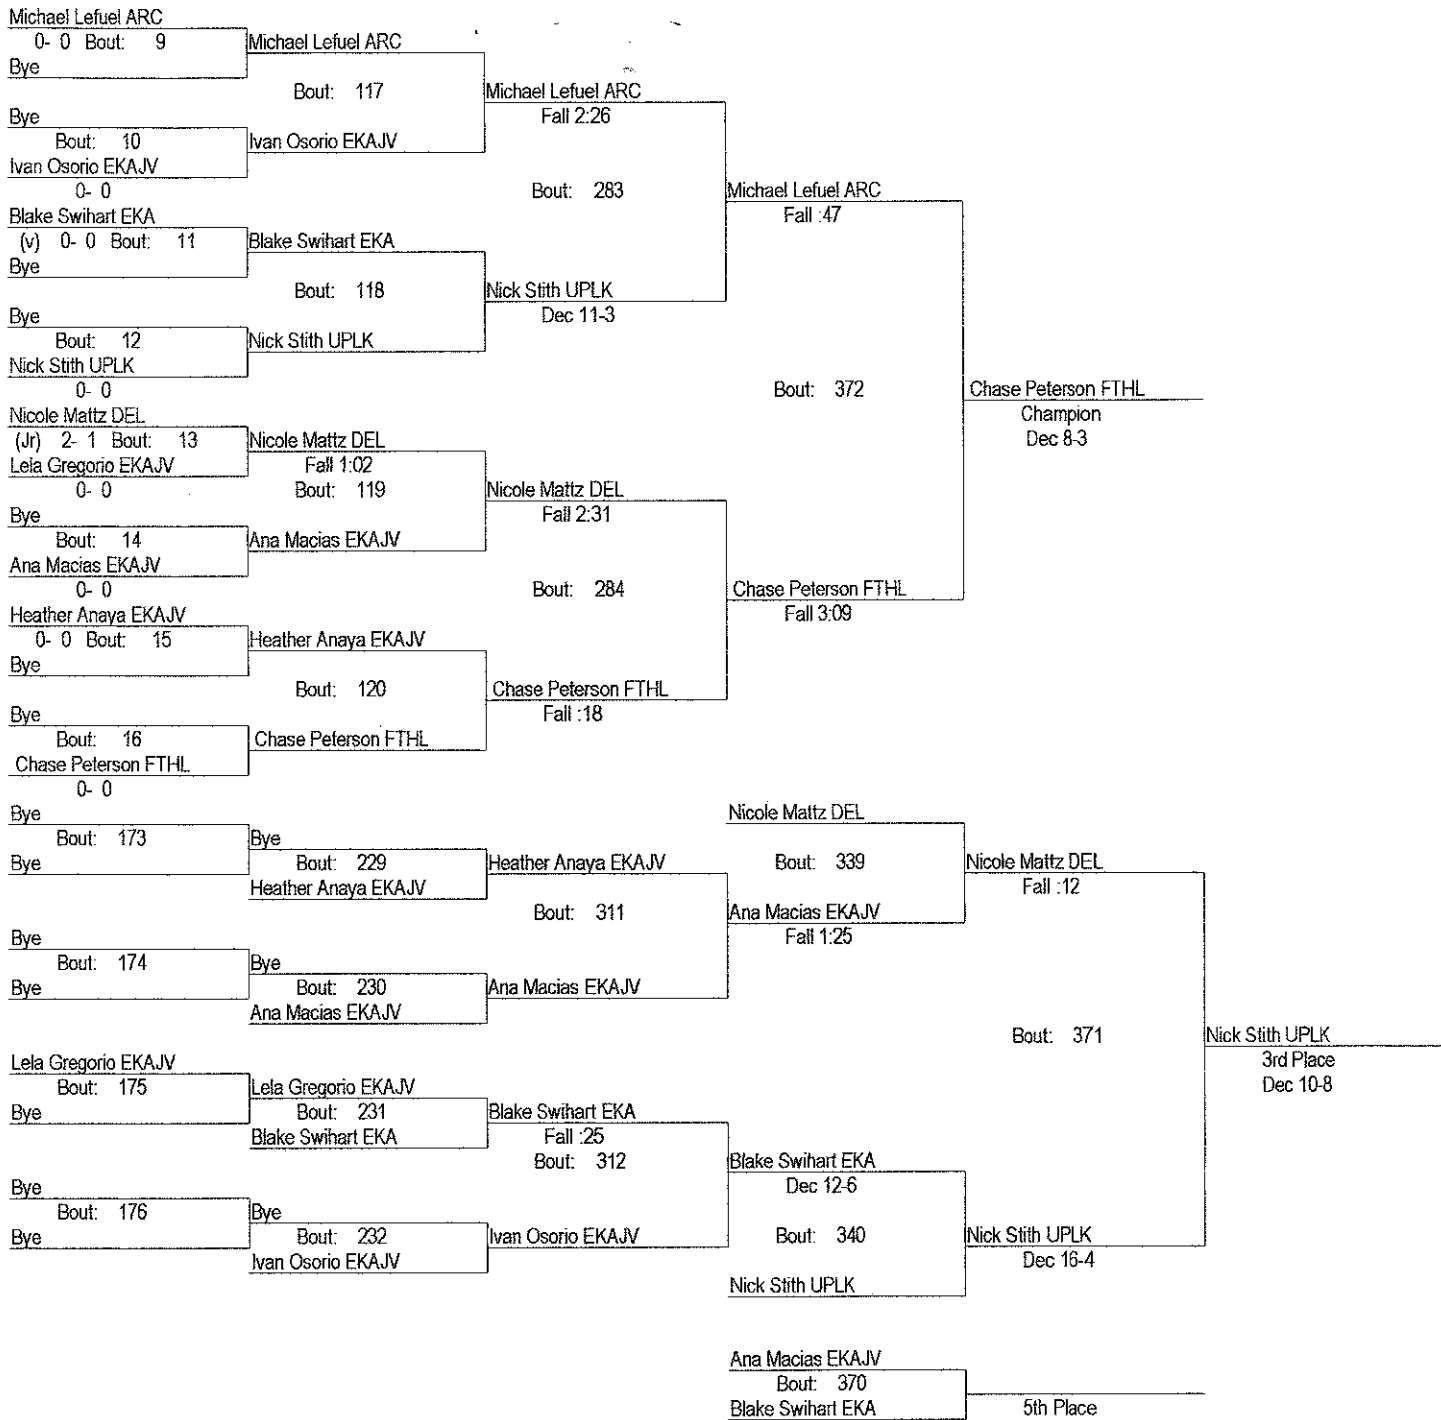 Michael Lefuel ARC
0- 0 Bout: 9
Bye
Michael Lefuel ARC
Bout: 117
Bye
Bout: 10
Ivan Osorio EKAJV
0- 0
Ivan Osorio EKAJV
Michael Lefuel ARC
Fall 2:26
Bout: 283
Blake Swihart EKA
(v) 0- 0 Bout: 11
Bye
Blake Swihart EKA
Bout: 118
Bye
Bout: 12
Nick Stith UPLK
0- 0
Nick Stith UPLK
Nick Stith UPLK
Dec 11-3
Michael Lefuel ARC
Fall :47
Bout: 372
Chase Peterson FTHL
Champion
Dec 8-3
Nicole Mattz DEL
(Jr) 2- 1 Bout: 13
Lela Gregorio EKAJV
0- 0
Nicole Mattz DEL
Fall 1:02
Bout: 119
Bye
Bout: 14
Ana Macias EKAJV
0- 0
Ana Macias EKAJV
Nicole Mattz DEL
Fall 2:31
Bout: 284
Chase Peterson FTHL
Fall 3:09
Heather Anaya EKAJV
0- 0 Bout: 15
Bye
Heather Anaya EKAJV
Bout: 120
Bye
Bout: 16
Chase Peterson FTHL
0- 0
Chase Peterson FTHL
Chase Peterson FTHL
Fall :18
Bye
Bout: 173
Bye
Bye
Bout: 229
Heather Anaya EKAJV
Heather Anaya EKAJV
Bout: 311
Bye
Bout: 174
Bye
Bye
Bout: 230
Ana Macias EKAJV
Ana Macias EKAJV
Nicole Mattz DEL
Bout: 339
Ana Macias EKAJV
Fall 1:25
Nicole Mattz DEL
Fall :12
Bout: 371
Nick Stith UPLK
3rd Place
Dec 10-8
Lela Gregorio EKAJV
Bout: 175
Bye
Lela Gregorio EKAJV
Bout: 231
Blake Swihart EKA
Blake Swihart EKA
Fall :25
Bout: 312
Bye
Bout: 176
Bye
Bye
Bout: 232
Ivan Osorio EKAJV
Ivan Osorio EKAJV
Blake Swihart EKA
Dec 12-6
Bout: 340
Nick Stith UPLK
Nick Stith UPLK
Dec 16-4
Ana Macias EKAJV
Bout: 370
Blake Swihart EKA
5th Place